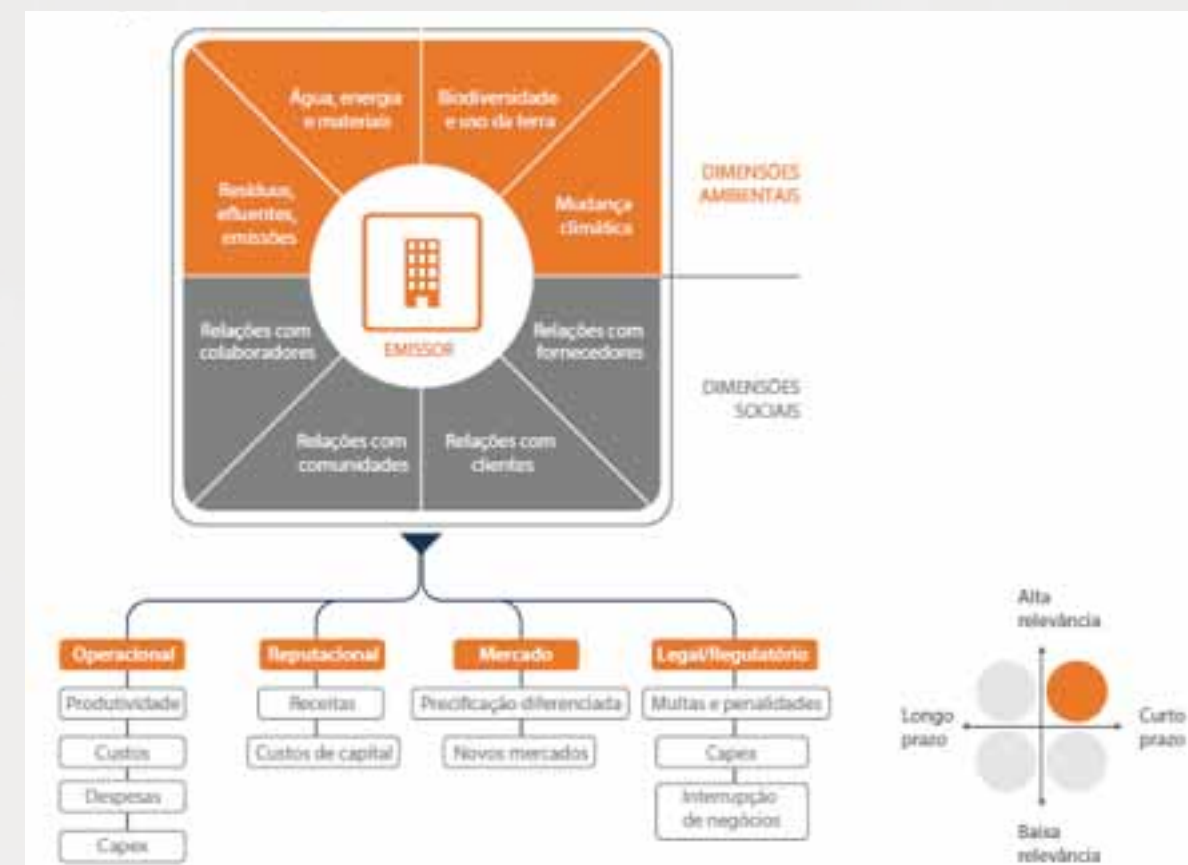 Água, energia
e materiais
Biodiversidade
e uso da terra
Resíduos,
efluentes,
emissões
Mudança
climática
DIMENSÕES
AMBIENTAIS
EMISSOR
Relações com
colaboradores
Relações com
fornecedores
Relações com
comunidades
Relações com
clientes
DIMENSÕES
SOCIAIS
Operacional
Produtividade
Custos
Despesas
Capex
Reputacional
Receitas
Custos de capital
Mercado
Precificação diferenciada
Novos mercados
Legal/Regulatório
Multas e penalidades
Capex
Interrupção
de negócios
Alta
relevância
Longo
prazo
Curto
prazo
Baixa
relevância